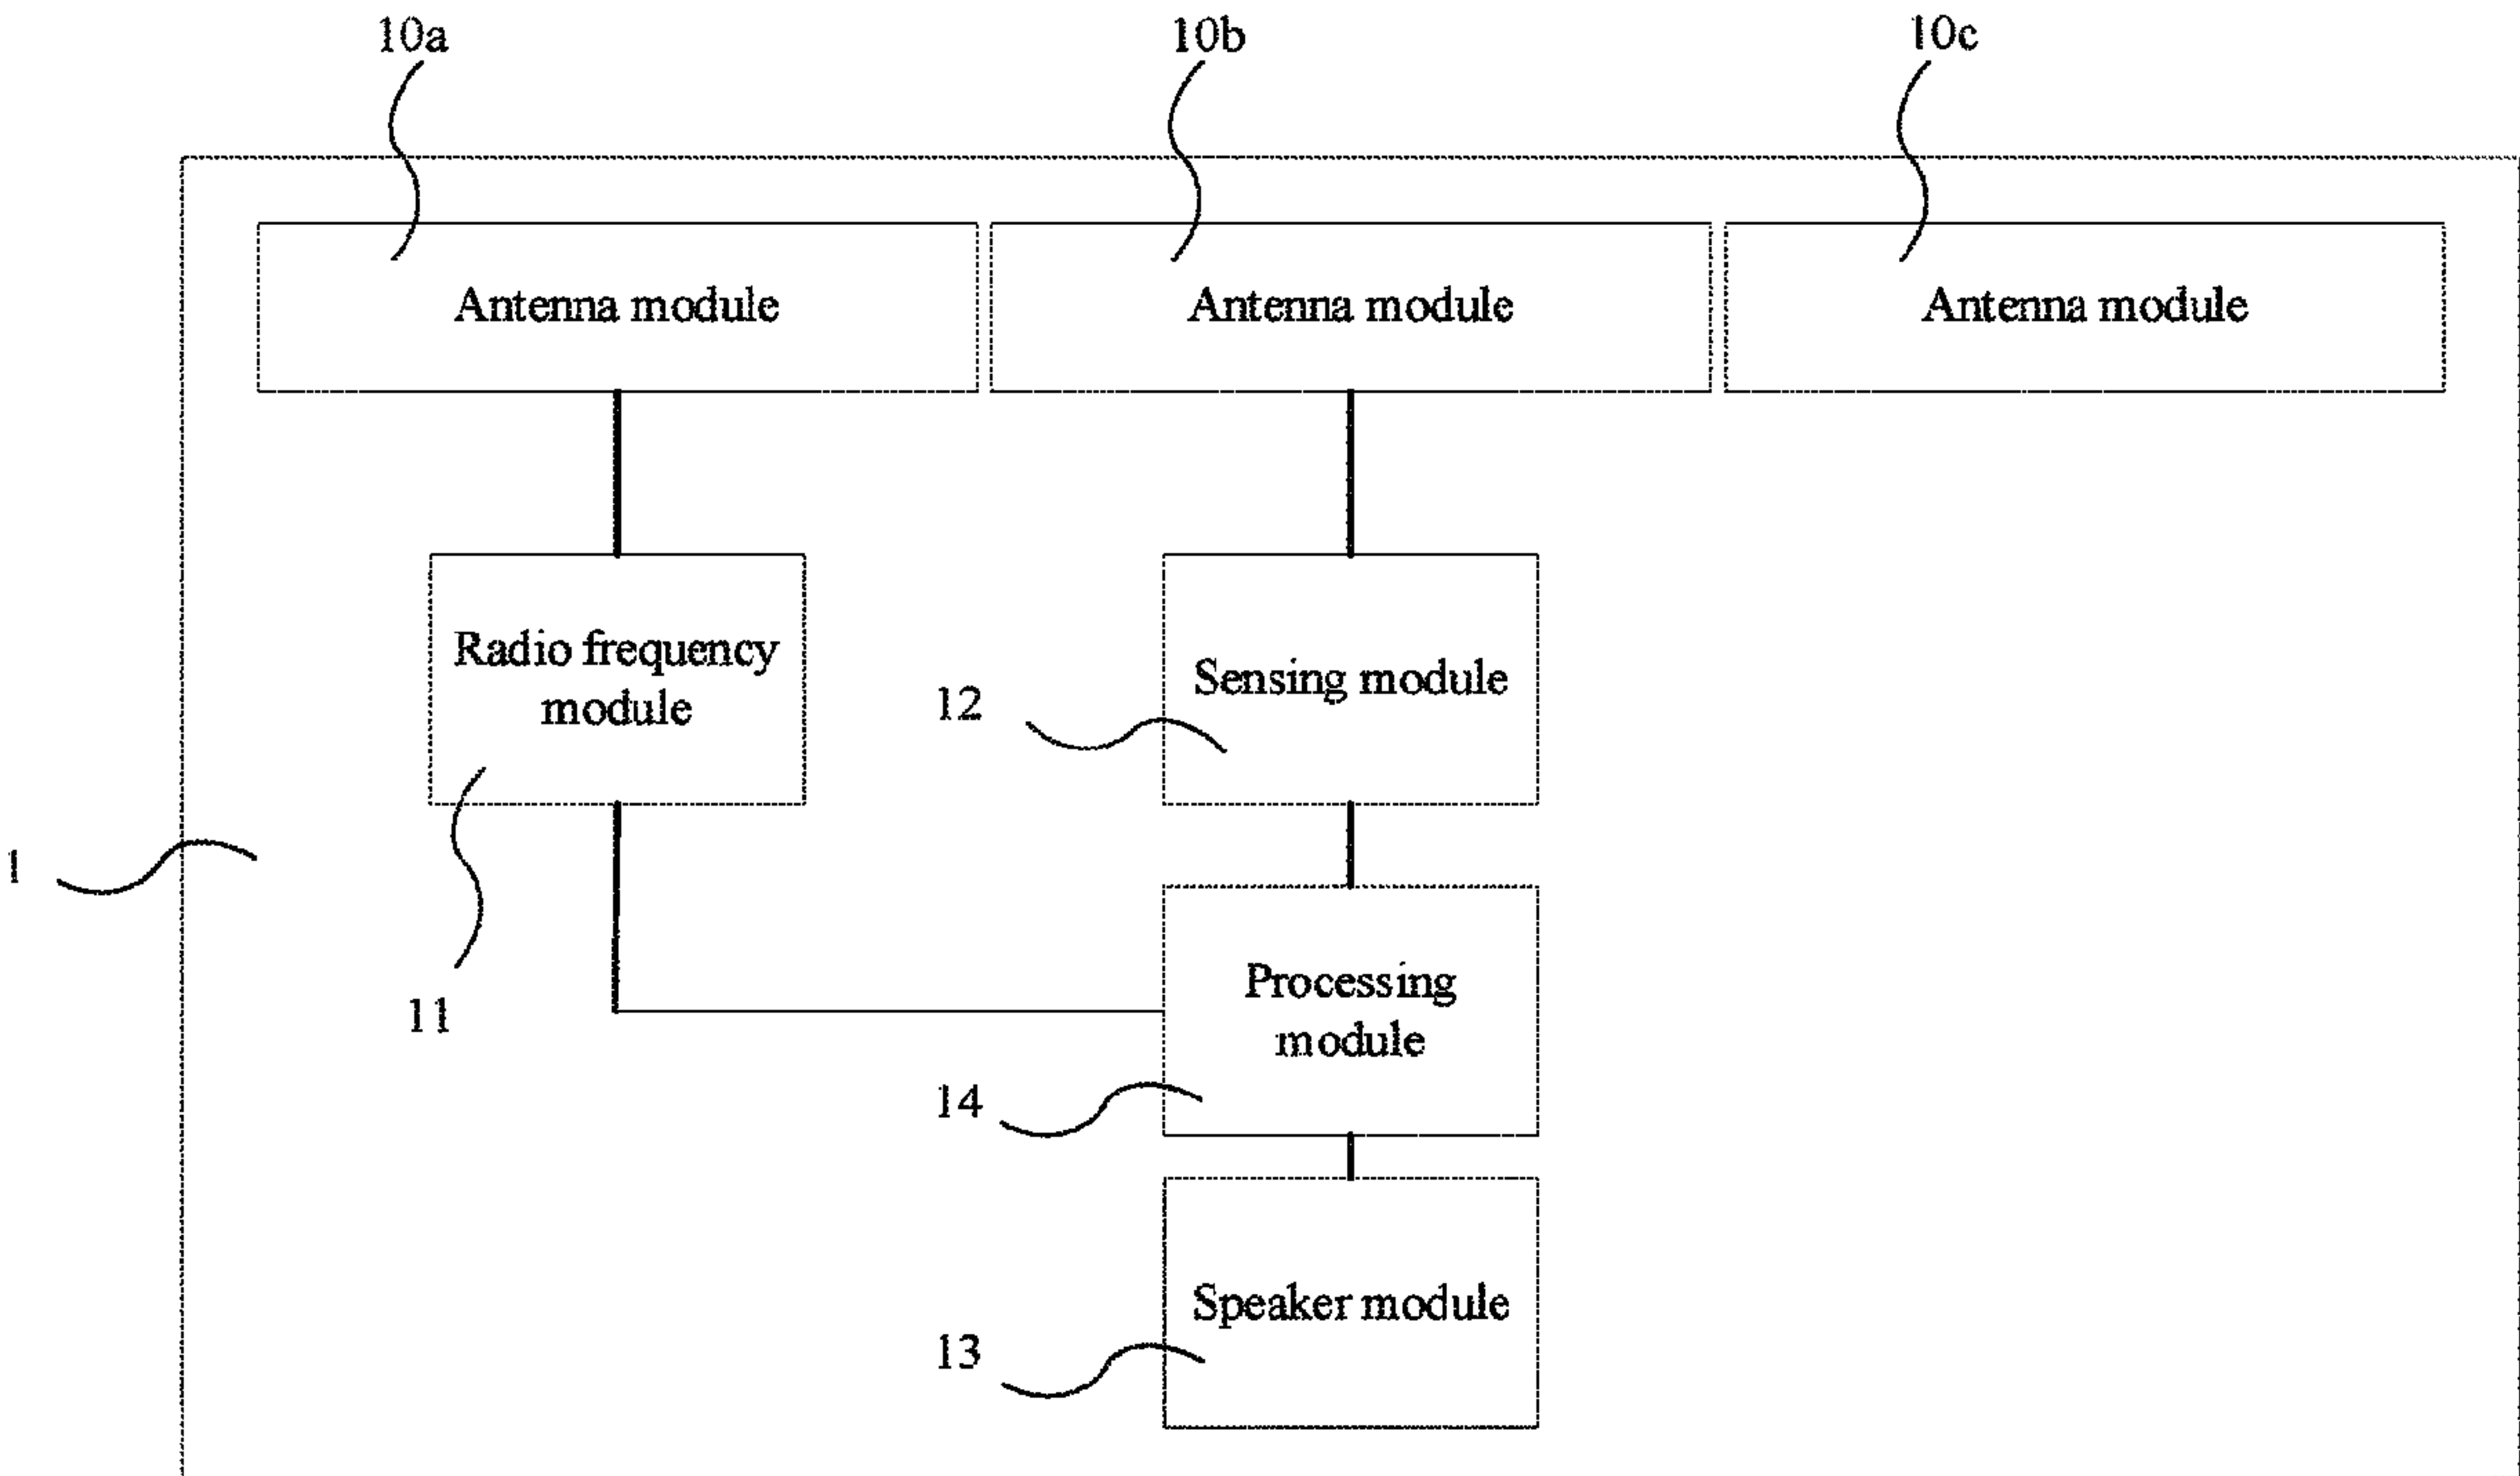 10a
10b
10c
Antenna module
Antenna module
Antenna module
Radio frequency
module
12
Sensing module
1
11
Processing
module
14
Speaker module
13